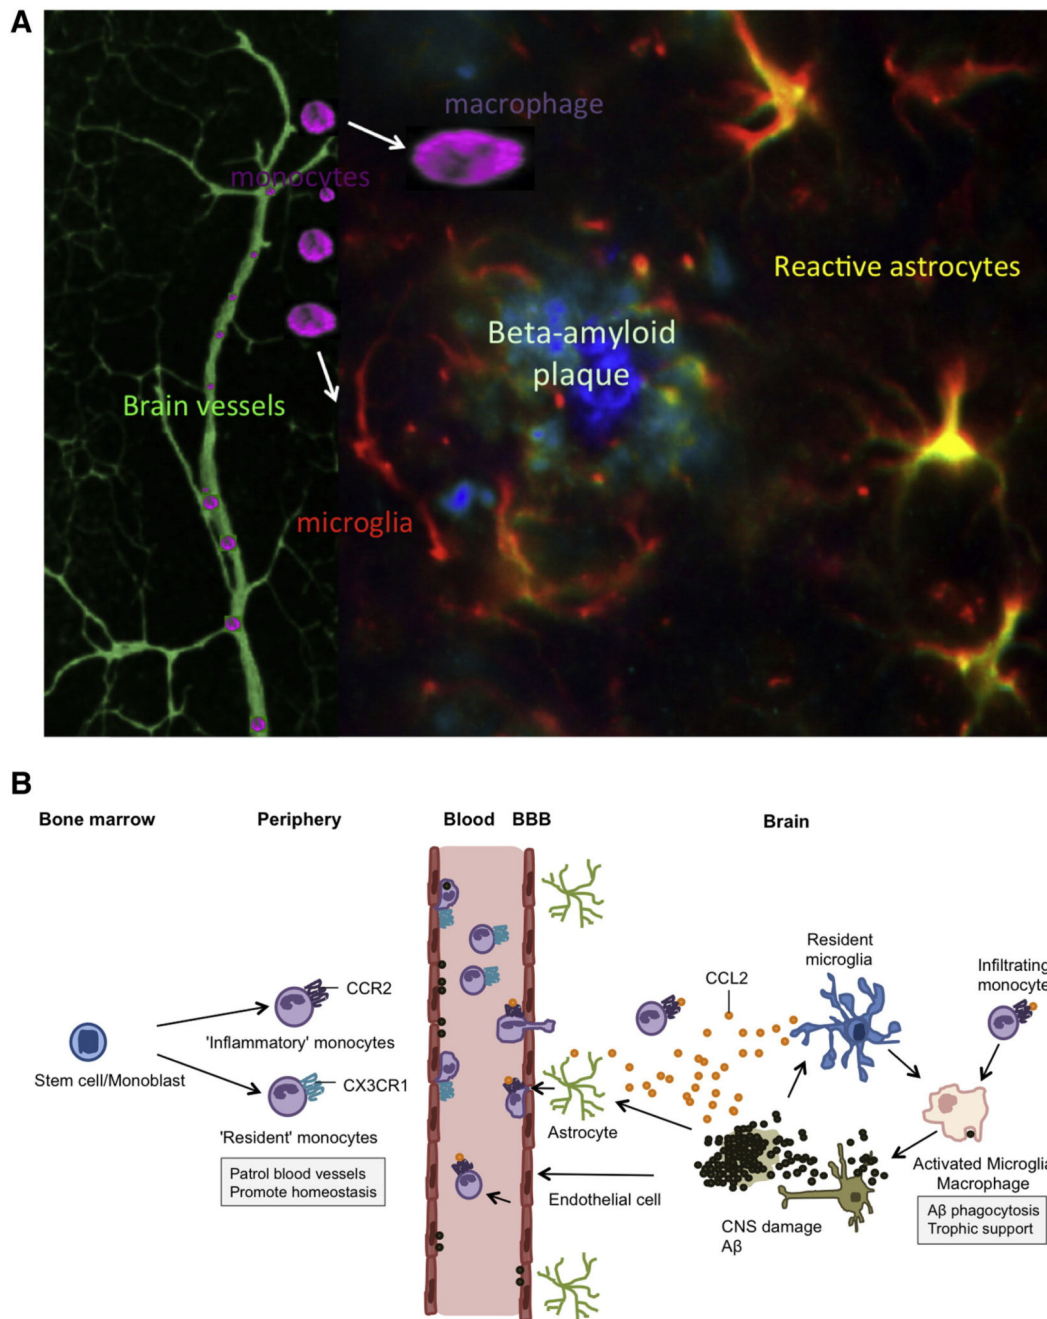 A
macrophage
monocytes
Reactive astrocytes
Beta-amyloid
plaque
Brain vessels
microglia
B
Bone marrow
Periphery
Blood
BBB
Brain
Resident
microglia
Infiltrating
monocyte
CCL2
CCR2
'Inflammatory' monocytes
Stem cell/Monoblast
CX3CR1
'Resident' monocytes
Patrol blood vessels
Promote homeostasis
Astrocyte
Endothelial cell
CNS damage
Aβ
Activated Microglia
Macrophage
Aβ phagocytosis
Trophic support